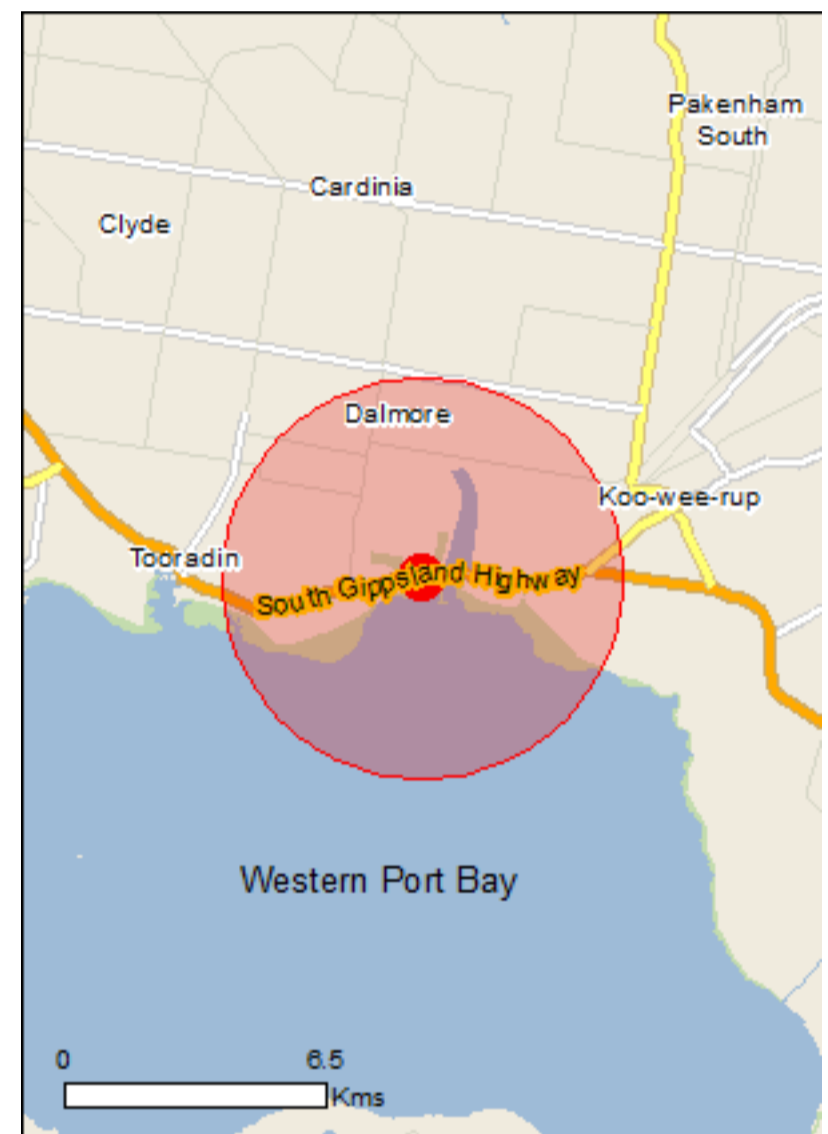 Pakenham
South
Cardinia
Clyde
Dalmore
Koo-wee-rup
Tooradin
South Gippsland Highway
Western Port Bay
0 6.5
Kms